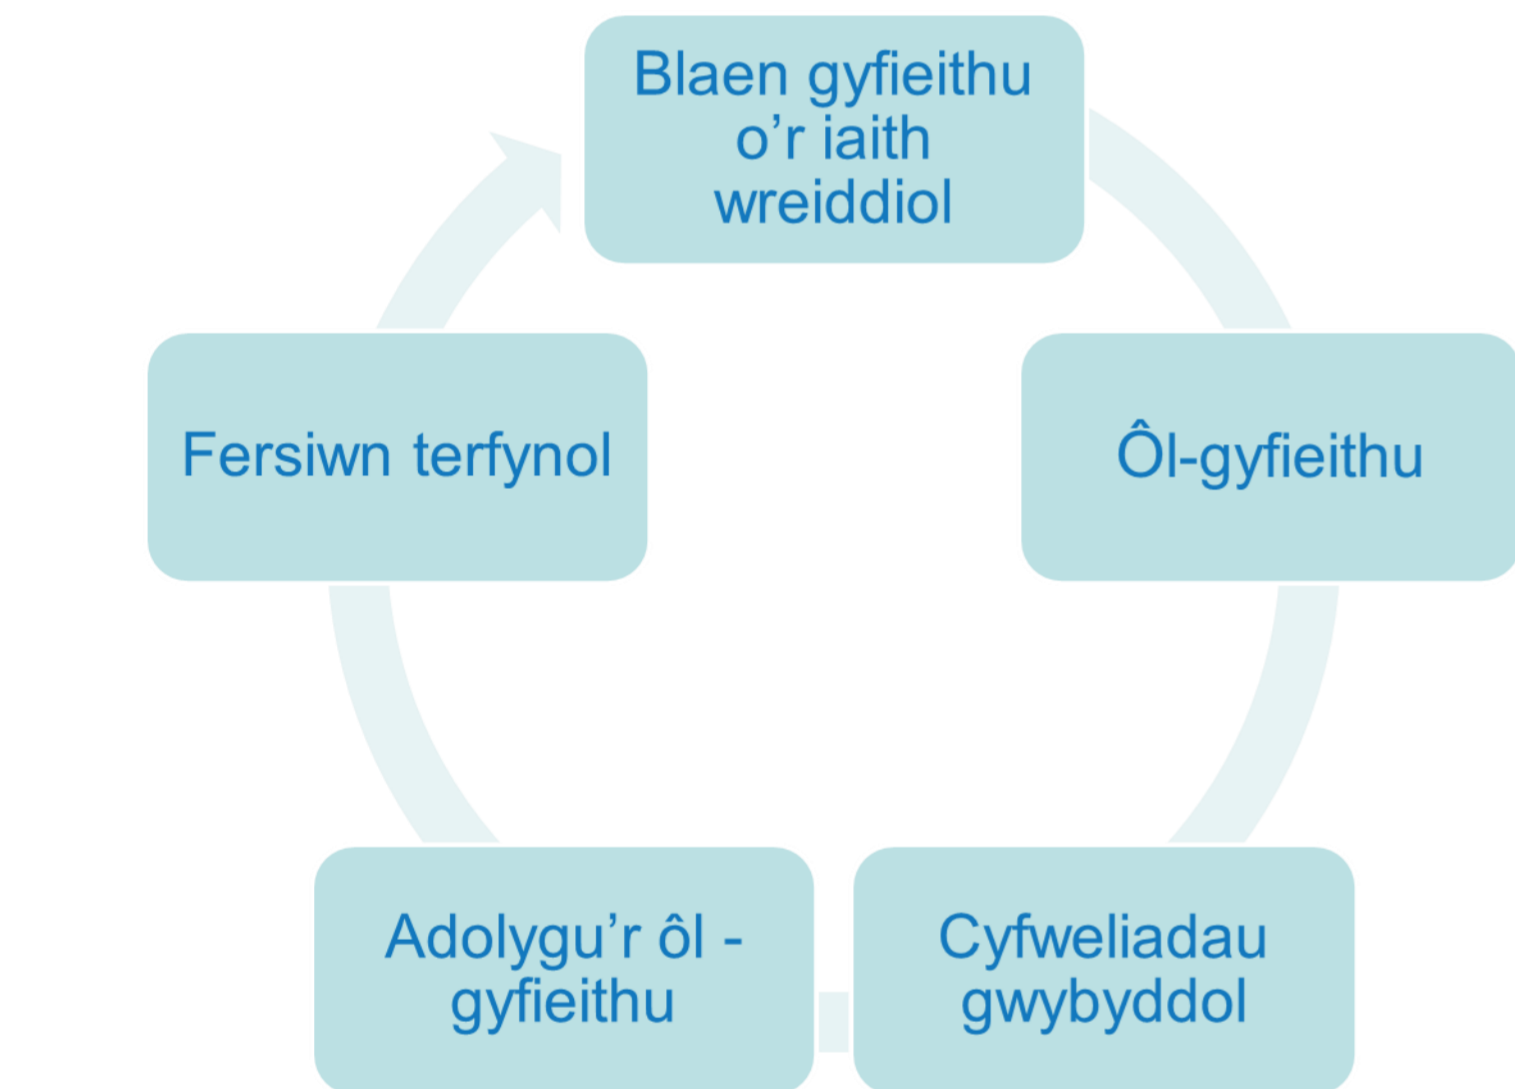 Blaen gyfieithu
o’r iaith
wreiddiol
Ôl-gyfieithu
Cyfweliadau
gwybyddol
Adolygu’r ôl -
gyfieithu
Fersiwn terfynol